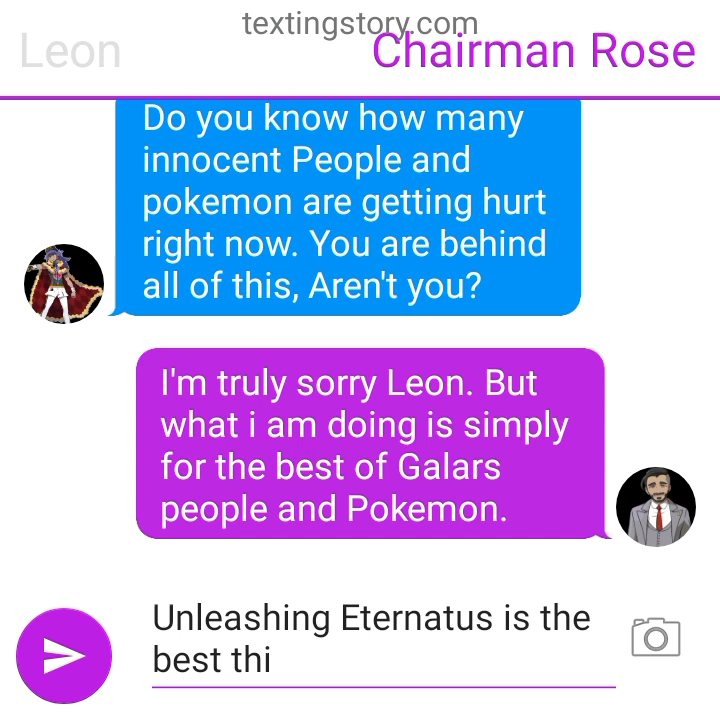 textingstory.com
Leon
Chairman Rose
Do you know how many
innocent People and
pokemon are getting hurt
right now. You are behind
all of this, Aren't you?
I'm truly sorry Leon. But
what i am doing is simply
for the best of Galars
people and Pokemon.
Unleashing Eternatus is the
best thi